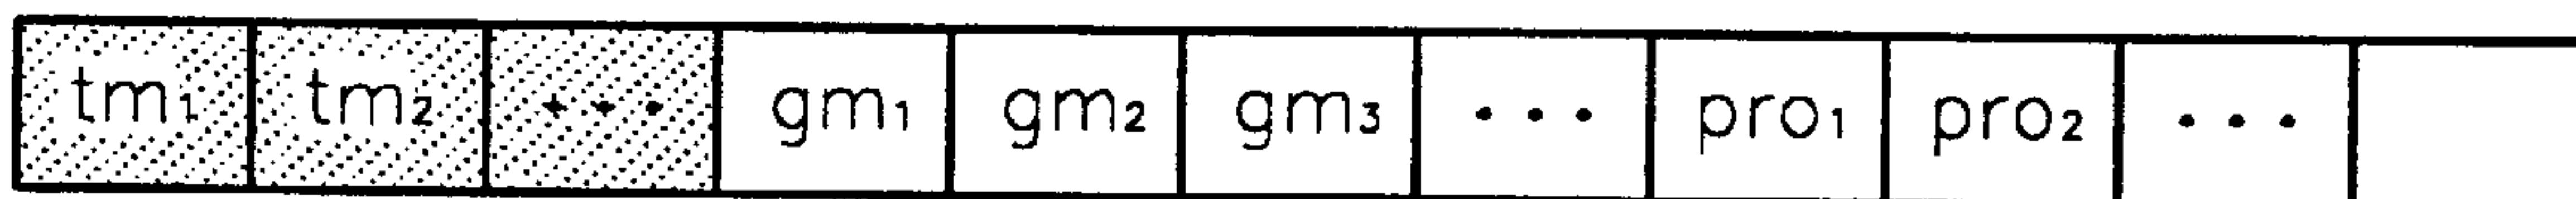 tm₁ tm₂ ... gm₁ gm₂ gm₃ ... pro₁ pro₂ ...